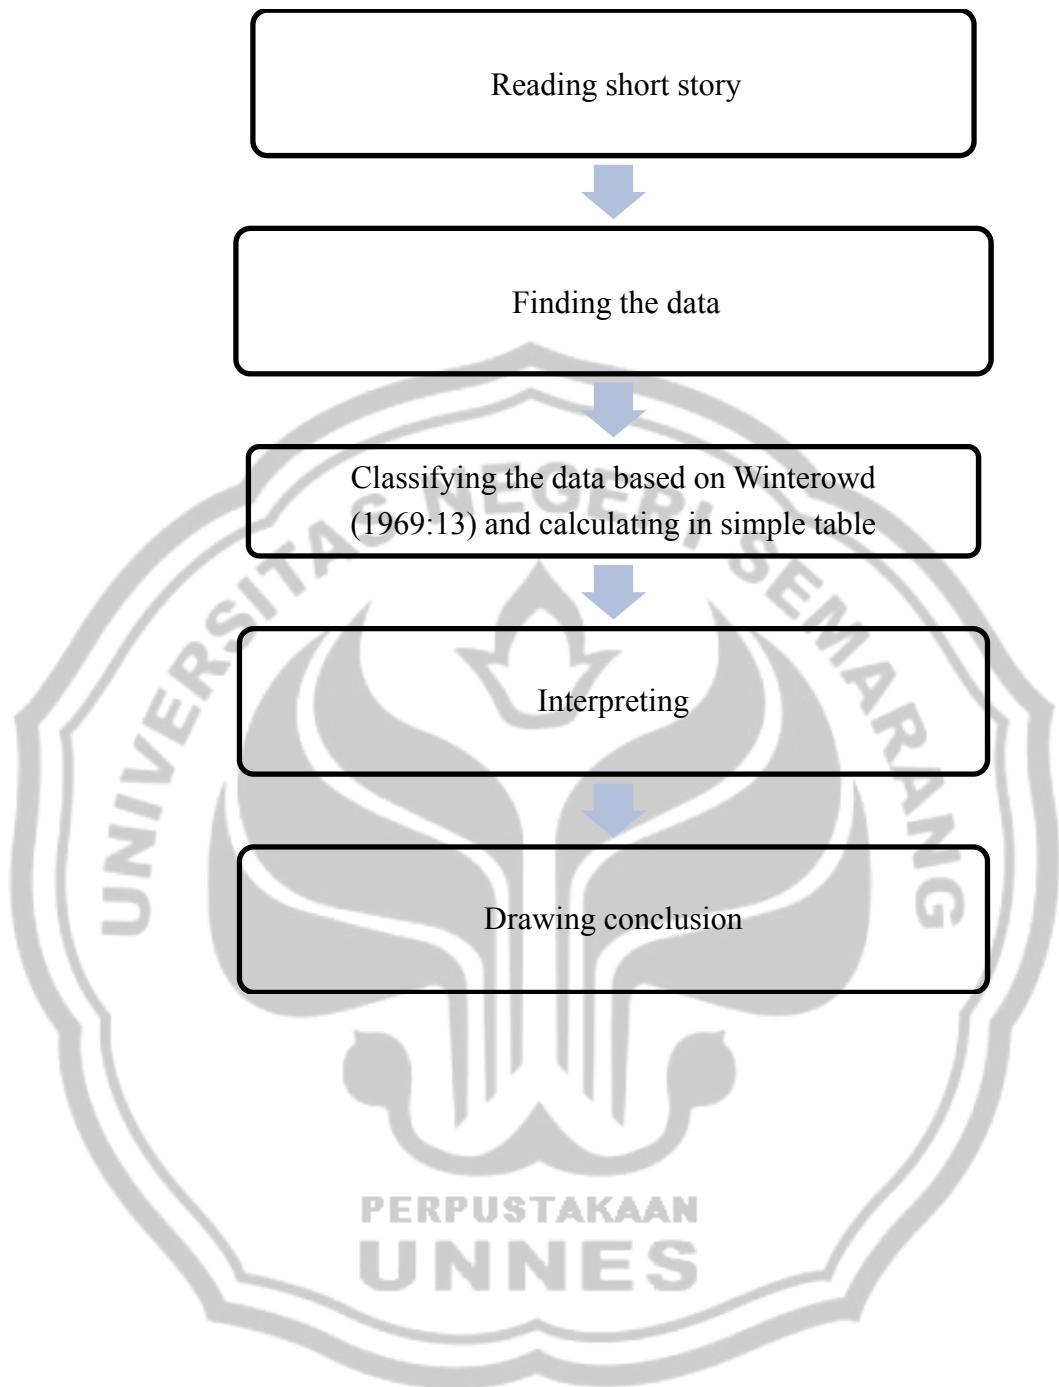 Reading short story
Finding the data
Classifying the data based on Winterowd
(1969:13) and calculating in simple table
Interpreting
Drawing conclusion
UNIVERSITAS NEGERI SEMARANG
PERPUSTAKAAN
UNNES